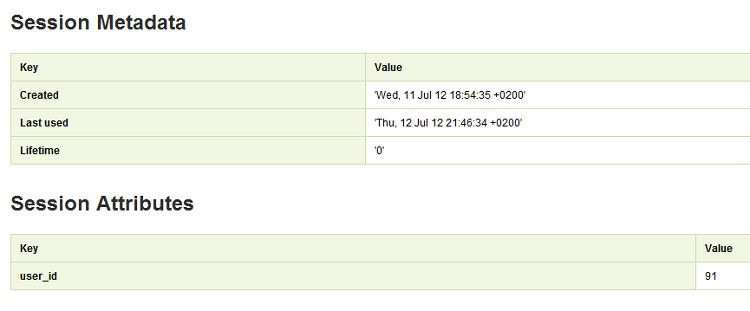 Session Metadata
Key Value
Created 'Wed, 11 Jul 12 18:54:35 +0200'
Last used 'Thu, 12 Jul 12 21:46:34 +0200'
Lifetime '0'
Session Attributes
Key Value
user_id 91